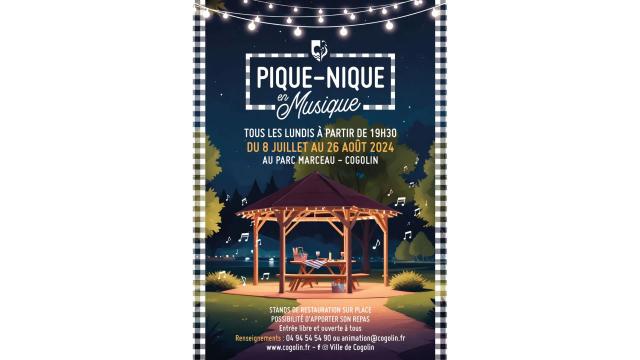 PIQUE-NIQUE
en Musique
TOUS LES LUNDIS À PARTIR DE 19H30
DU 8 JUILLET AU 26 AOÛT 2024
AU PARC MARCEAU – COGOLIN
STANDS DE RESTAURATION SUR PLACE
POSSIBILITÉ D'APPORTER SON REPAS
Entrée libre et ouverte à tous
Renseignements : 04 94 54 54 90 ou animation@cogolin.fr
www.cogolin.fr – f Ville de Cogolin